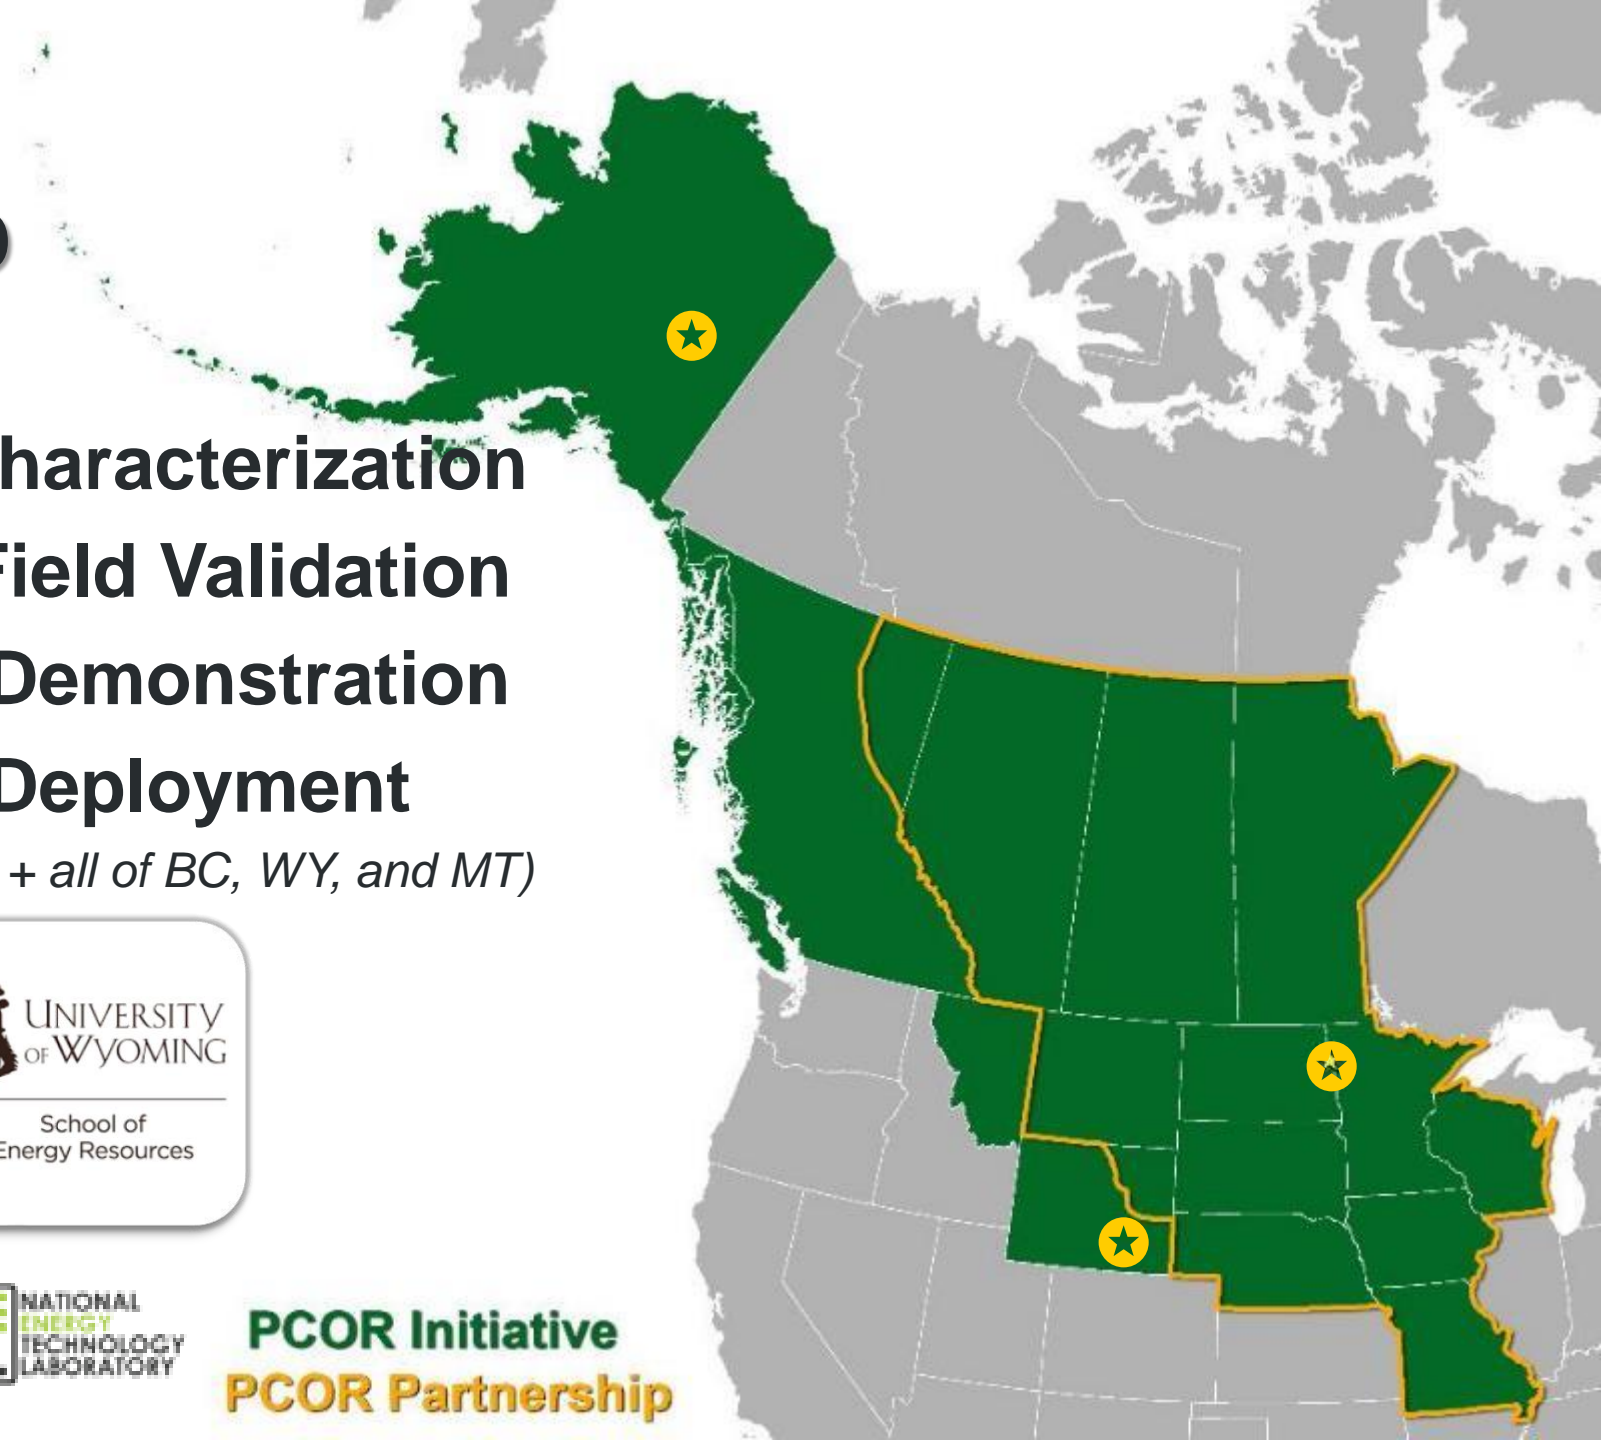 haracterization
Field Validation
Demonstration
Deployment
+ all of BC, WY, and MT)
UNIVERSITY
OF WYOMING
School of
Energy Resources
NATIONAL
ENERGY
TECHNOLOGY
LABORATORY
PCOR Initiative
PCOR Partnership